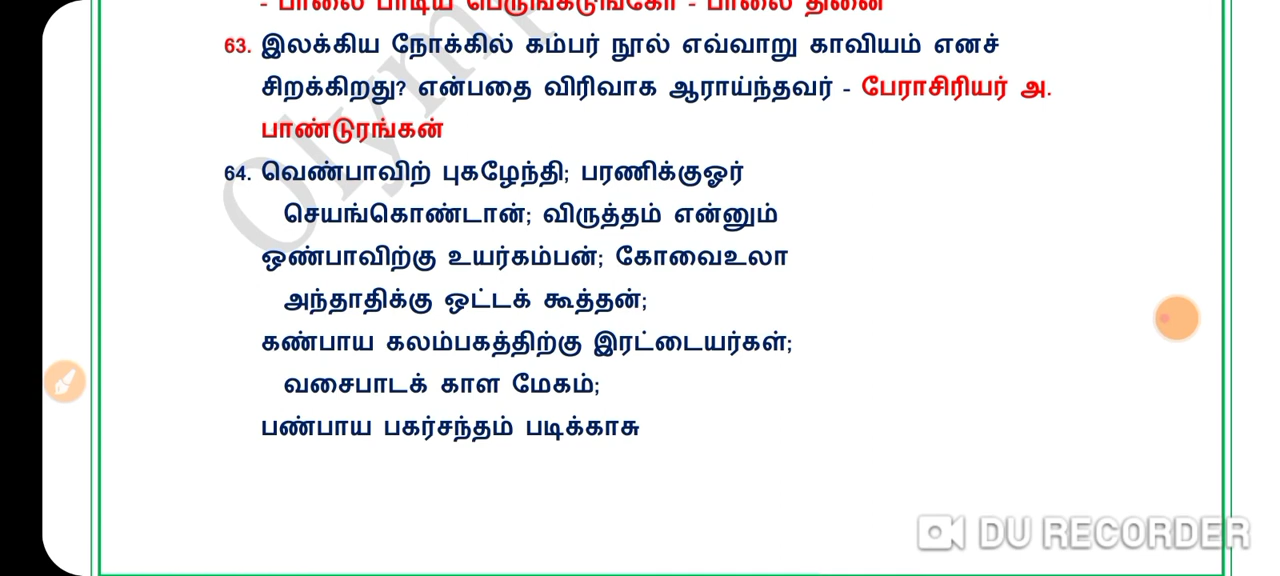 - பாலை பாடிய பெருங்கடுங்கோ - பாலை திணை
63. இலக்கிய நோக்கில் கம்பர் நூல் எவ்வாறு காவியம் எனச்
சிறக்கிறது? என்பதை விரிவாக ஆராய்ந்தவர் - பேராசிரியர் அ.
பாண்டுரங்கன்
64. வெண்பாவிற் புகழேந்தி; பரணிக்குஓர்
செயங்கொண்டான்; விருத்தம் என்னும்
ஒண்பாவிற்கு உயர்கம்பன்; கோவைஉலா
அந்தாதிக்கு ஒட்டக் கூத்தன்;
கண்பாய கலம்பகத்திற்கு இரட்டையர்கள்;
வசைபாடக் காள மேகம்;
பண்பாய பகர்சந்தம் படிக்காசு
DU RECORDER